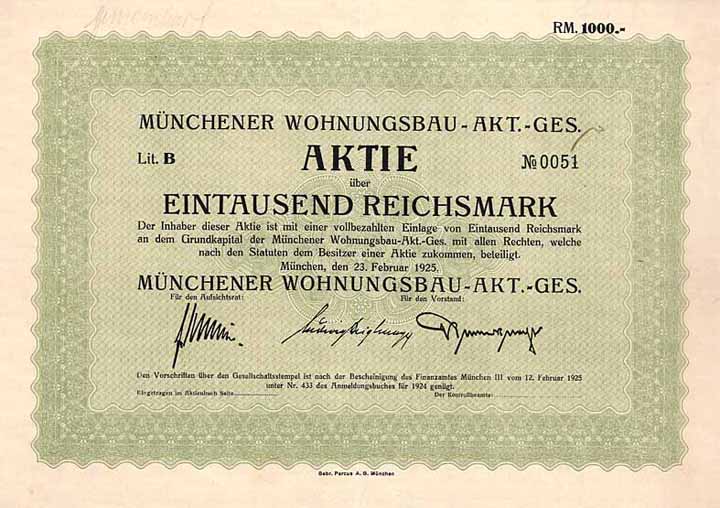 RM. 1000.-
MÜNCHENER WOHNUNGSBAU-AKT.-GES.
Lit. B AKTIE № 0051
über
EINTAUSEND REICHSMARK
Der Inhaber dieser Aktie ist mit einer vollbezahlten Einlage von Eintausend Reichsmark
an dem Grundkapital der Münchener Wohnungsbau-Akt.-Ges. mit allen Rechten, welche
nach den Statuten dem Besitzer einer Aktie zukommen, beteiligt.
München, den 23. Februar 1925.
MÜNCHENER WOHNUNGSBAU-AKT.-GES.
Für den Aufsichtsrat: Für den Vorstand:
Den Vorschriften über den Gesellschaftsstempel ist nach der Bescheinigung des Finanzamtes München III vom 12. Februar 1925
unter Nr. 433 des Anmeldungsbuches für 1924 genügt.
Eingetragen im Aktienbuch Seite Der Kontrollbeamte:
Gebr. Parcus A. G. München